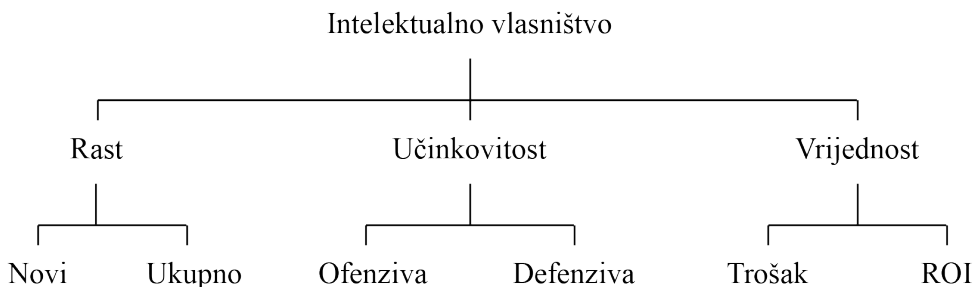 Intelektualno vlasništvo
Rast Učinkovitost Vrijednost
Novi Ukupno Ofenziva Defenziva Trošak ROI